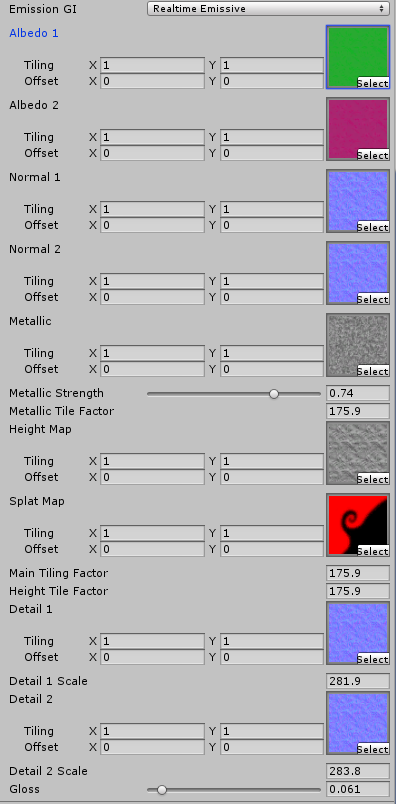 Emission GI Realtime Emissive
Albedo 1
Tiling X 1 Y 1
Offset X 0 Y 0 Select
Albedo 2
Tiling X 1 Y 1
Offset X 0 Y 0 Select
Normal 1
Tiling X 1 Y 1
Offset X 0 Y 0 Select
Normal 2
Tiling X 1 Y 1
Offset X 0 Y 0 Select
Metallic
Tiling X 1 Y 1
Offset X 0 Y 0 Select
Metallic Strength 0.74
Metallic Tile Factor 175.9
Height Map
Tiling X 1 Y 1
Offset X 0 Y 0 Select
Splat Map
Tiling X 1 Y 1
Offset X 0 Y 0 Select
Main Tiling Factor 175.9
Height Tile Factor 175.9
Detail 1
Tiling X 1 Y 1
Offset X 0 Y 0 Select
Detail 1 Scale 281.9
Detail 2
Tiling X 1 Y 1
Offset X 0 Y 0 Select
Detail 2 Scale 283.8
Gloss 0.061